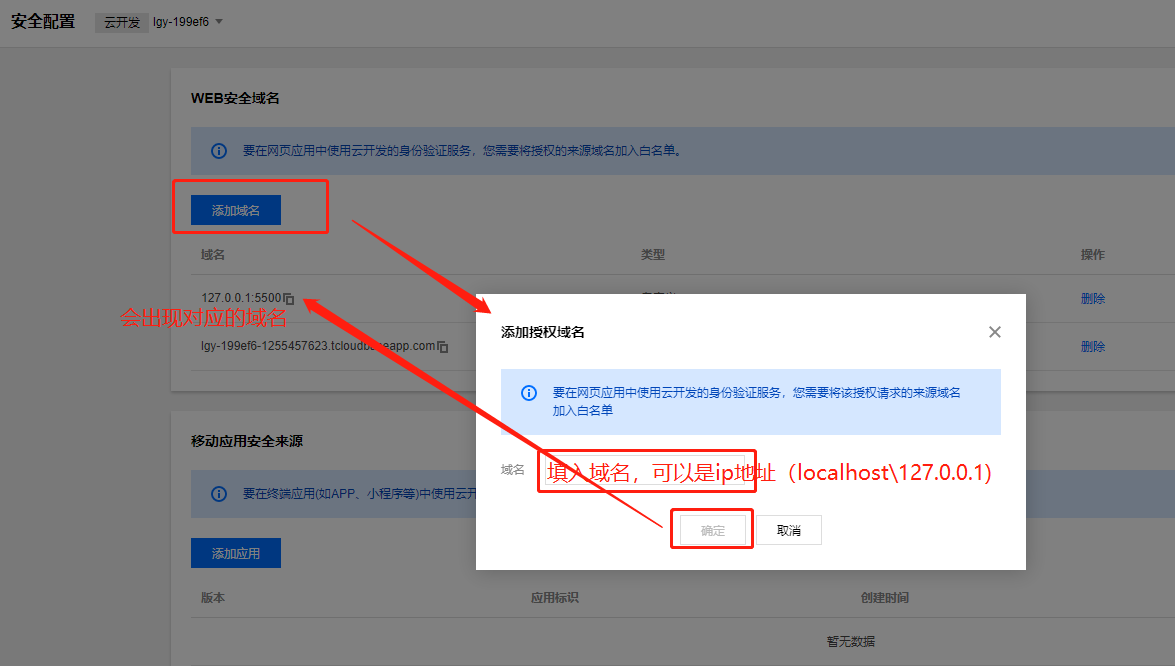 安全配置 云开发 lgy-199ef6
WEB安全域名
要在网页应用中使用云开发的身份验证服务，您需要将授权的来源域名加入白名单。
添加域名
域名 类型 操作
127.0.0.1:5500 删除
会出现对应的域名
lgy-199ef6-1255457623.tcloudbaseapp.com 删除
添加授权域名
要在网页应用中使用云开发的身份验证服务，您需要将该授权请求的来源域名
加入白名单
域名 填入域名，可以是ip地址（localhost\127.0.0.1)
确定 取消
移动应用安全来源
要在终端应用(如APP、小程序等)中使用云开
添加应用
版本 应用标识 创建时间
暂无数据